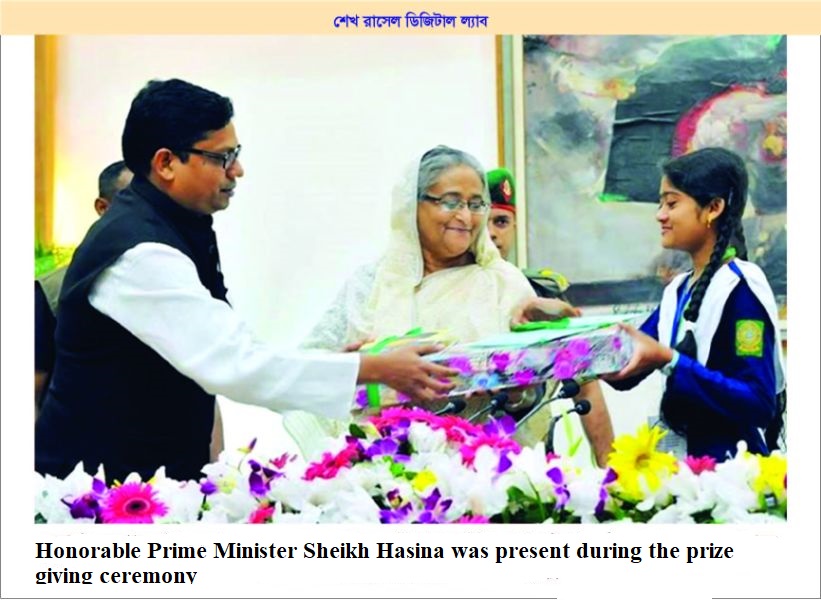 শেখ রাসেল ডিজিটাল ল্যাব
Honorable Prime Minister Sheikh Hasina was present during the prize
giving ceremony